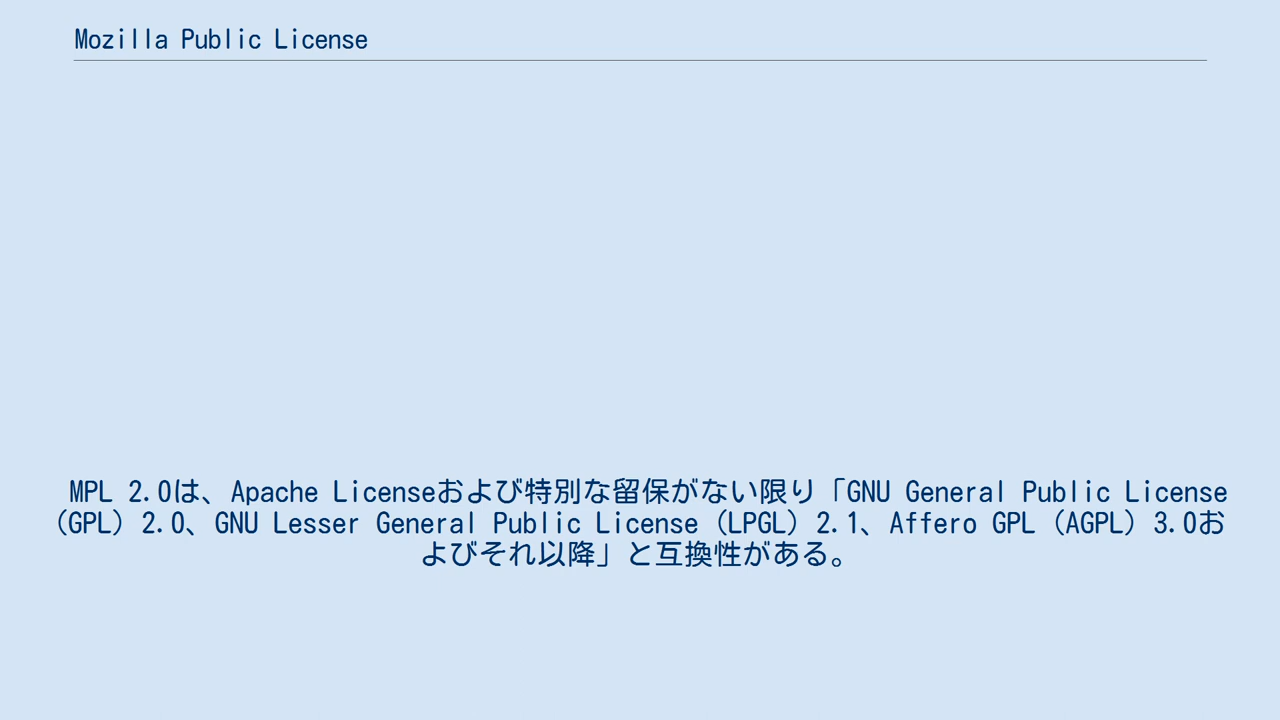 Mozilla Public License
MPL 2.0は、Apache Licenseおよび特別な留保がない限り「GNU General Public License
（GPL）2.0、GNU Lesser General Public License（LPGL）2.1、Affero GPL（AGPL）3.0お
よびそれ以降」と互換性がある。